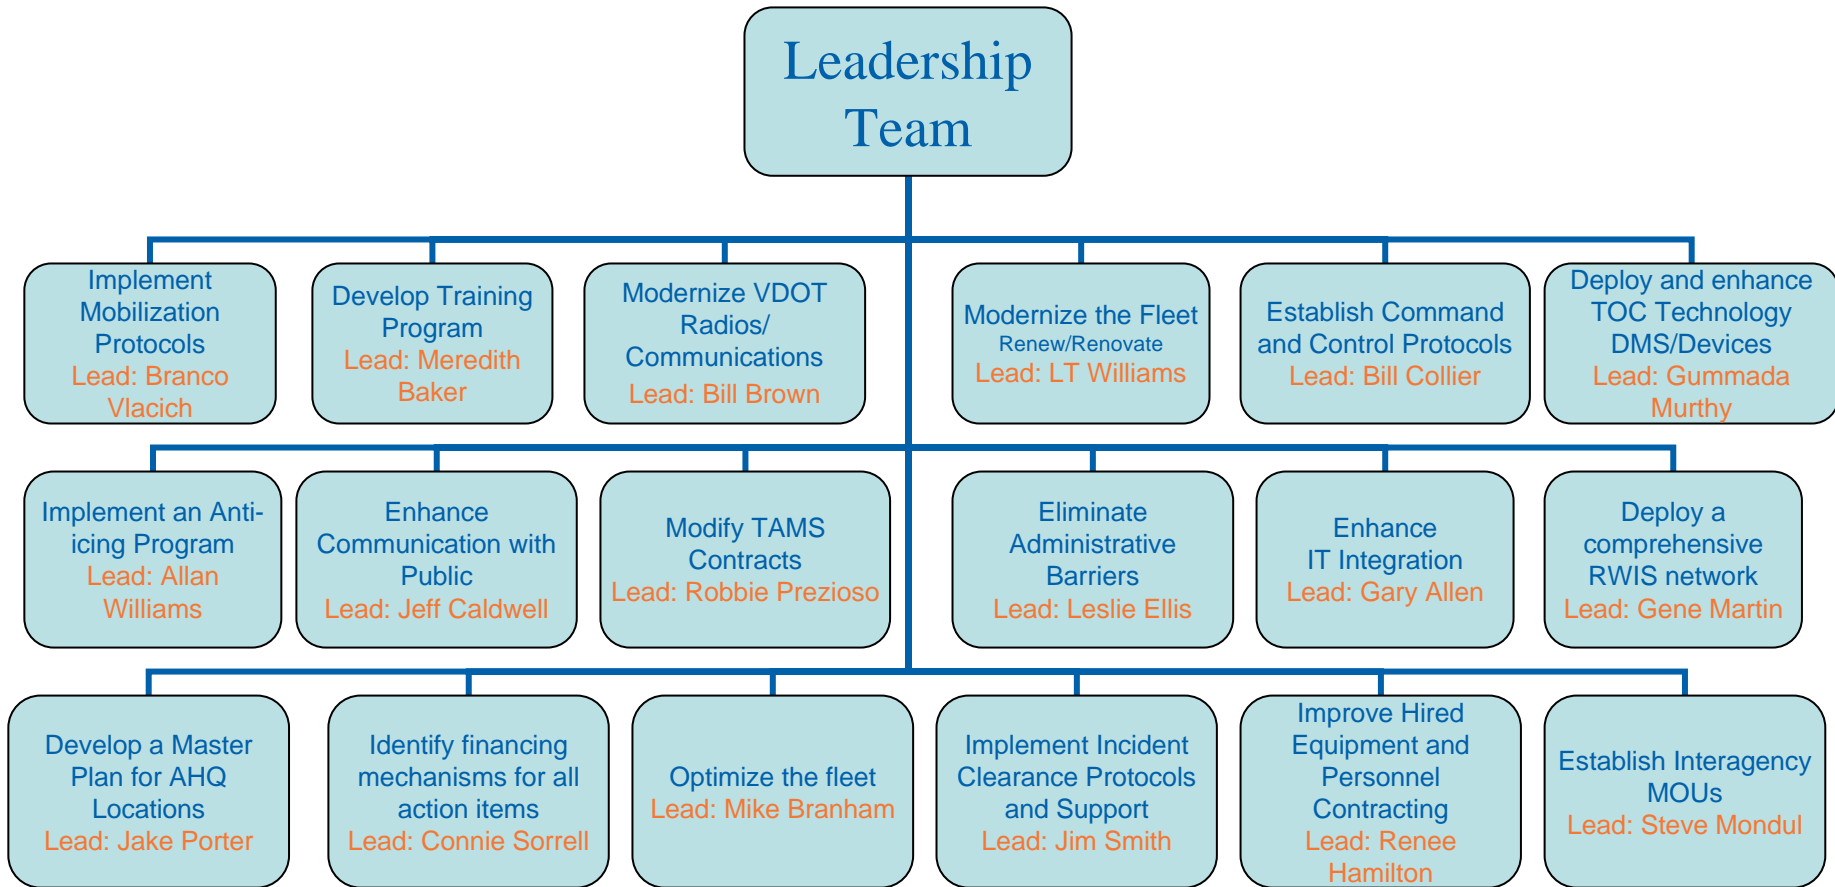 Leadership
Team
Implement
Mobilization
Protocols
Lead: Branco
Vlacich
Develop Training
Program
Lead: Meredith
Baker
Modernize VDOT
Radios/
Communications
Lead: Bill Brown
Modernize the Fleet
Renew/Renovate
Lead: LT Williams
Establish Command
and Control Protocols
Lead: Bill Collier
Deploy and enhance
TOC Technology
DMS/Devices
Lead: Gummada
Murthy
Implement an Anti-
icing Program
Lead: Allan
Williams
Enhance
Communication with
Public
Lead: Jeff Caldwell
Modify TAMS
Contracts
Lead: Robbie Prezioso
Eliminate
Administrative
Barriers
Lead: Leslie Ellis
Enhance
IT Integration
Lead: Gary Allen
Deploy a
comprehensive
RWIS network
Lead: Gene Martin
Develop a Master
Plan for AHQ
Locations
Lead: Jake Porter
Identify financing
mechanisms for all
action items
Lead: Connie Sorrell
Optimize the fleet
Lead: Mike Branham
Implement Incident
Clearance Protocols
and Support
Lead: Jim Smith
Improve Hired
Equipment and
Personnel
Contracting
Lead: Renee
Hamilton
Establish Interagency
MOUs
Lead: Steve Mondul